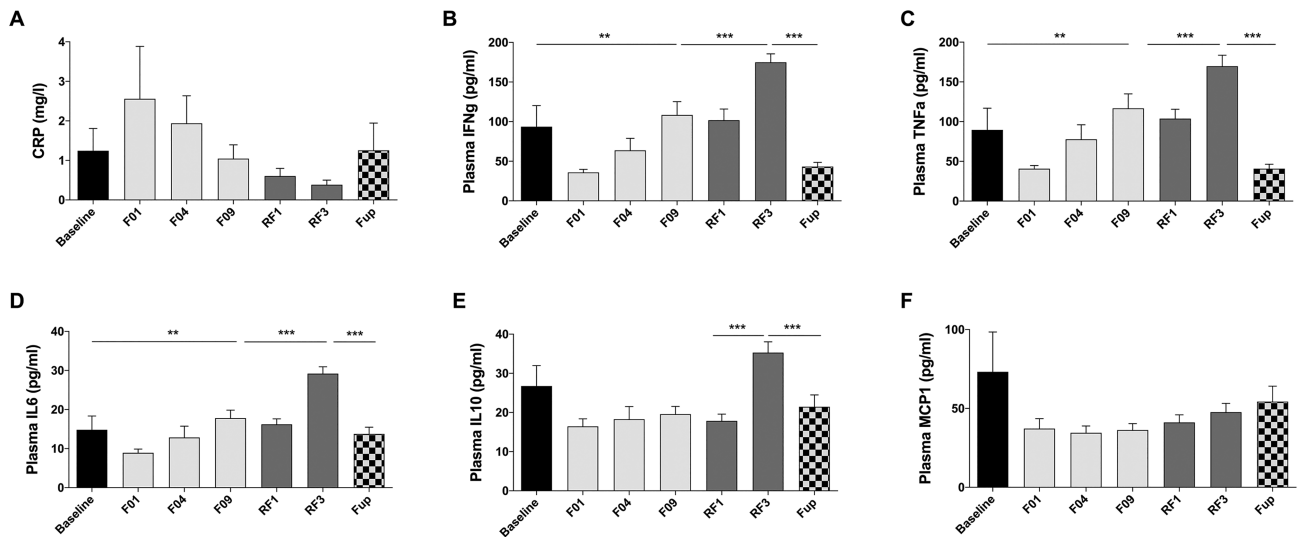 A
CRP (mg/l)
4
3
2
1
0
Baseline
F01
F04
F09
RF1
RF3
Fup
B
Plasma IFNg (pg/ml)
200
150
100
50
0
**
***
***
Baseline
F01
F04
F09
RF1
RF3
Fup
C
Plasma TNFa (pg/ml)
200
150
100
50
0
**
***
***
Baseline
F01
F04
F09
RF1
RF3
Fup
D
Plasma IL6 (pg/ml)
40
30
20
10
0
**
***
***
Baseline
F01
F04
F09
RF1
RF3
Fup
E
Plasma IL10 (pg/ml)
40
30
20
10
0
***
***
Baseline
F01
F04
F09
RF1
RF3
Fup
F
Plasma MCP1 (pg/ml)
100
50
0
Baseline
F01
F04
F09
RF1
RF3
Fup